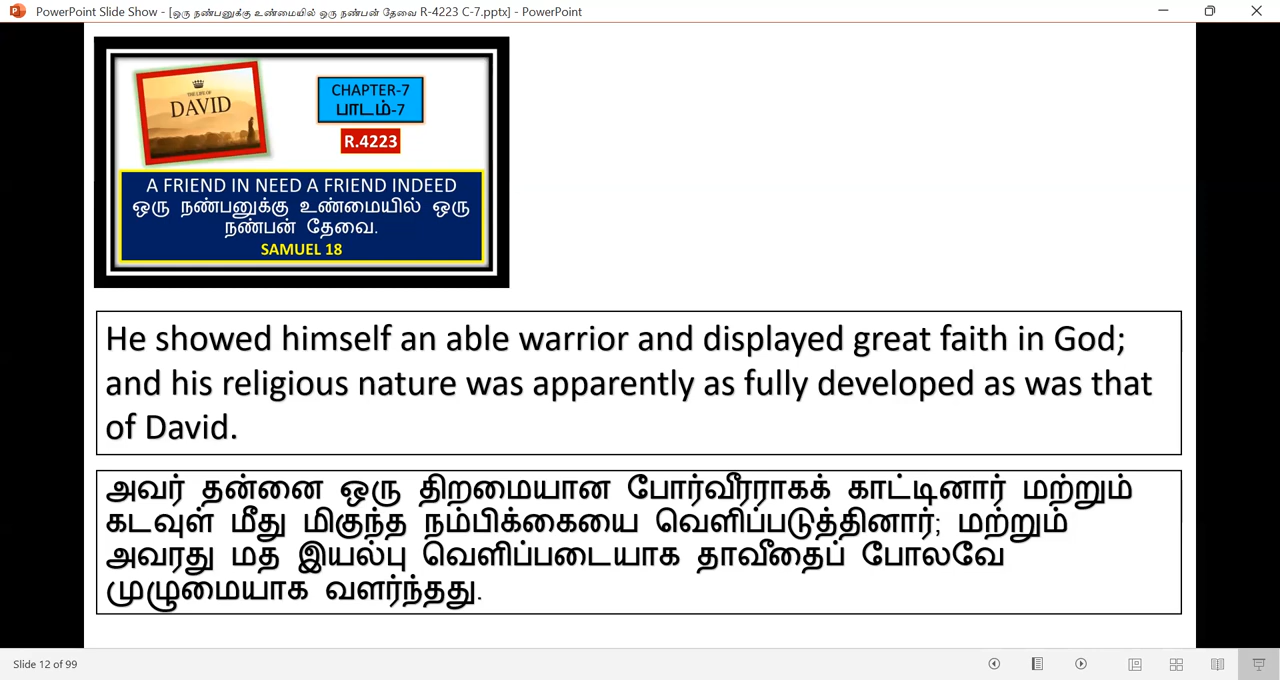 PowerPoint Slide Show - [ஒரு நண்பனுக்கு உண்மையில் ஒரு நண்பன் தேவை R-4223 C-7.pptx] - PowerPoint
THE LIFE OF
DAVID
CHAPTER-7
பாடம்-7
R.4223
A FRIEND IN NEED A FRIEND INDEED
ஒரு நண்பனுக்கு உண்மையில் ஒரு
நண்பன் தேவை.
SAMUEL 18
He showed himself an able warrior and displayed great faith in God;
and his religious nature was apparently as fully developed as was that
of David.
அவர் தன்னை ஒரு திறமையான போர்வீரராகக் காட்டினார் மற்றும்
கடவுள் மீது மிகுந்த நம்பிக்கையை வெளிப்படுத்தினார்; மற்றும்
அவரது மத இயல்பு வெளிப்படையாக தாவீதைப் போலவே
முழுமையாக வளர்ந்தது.
Slide 12 of 99